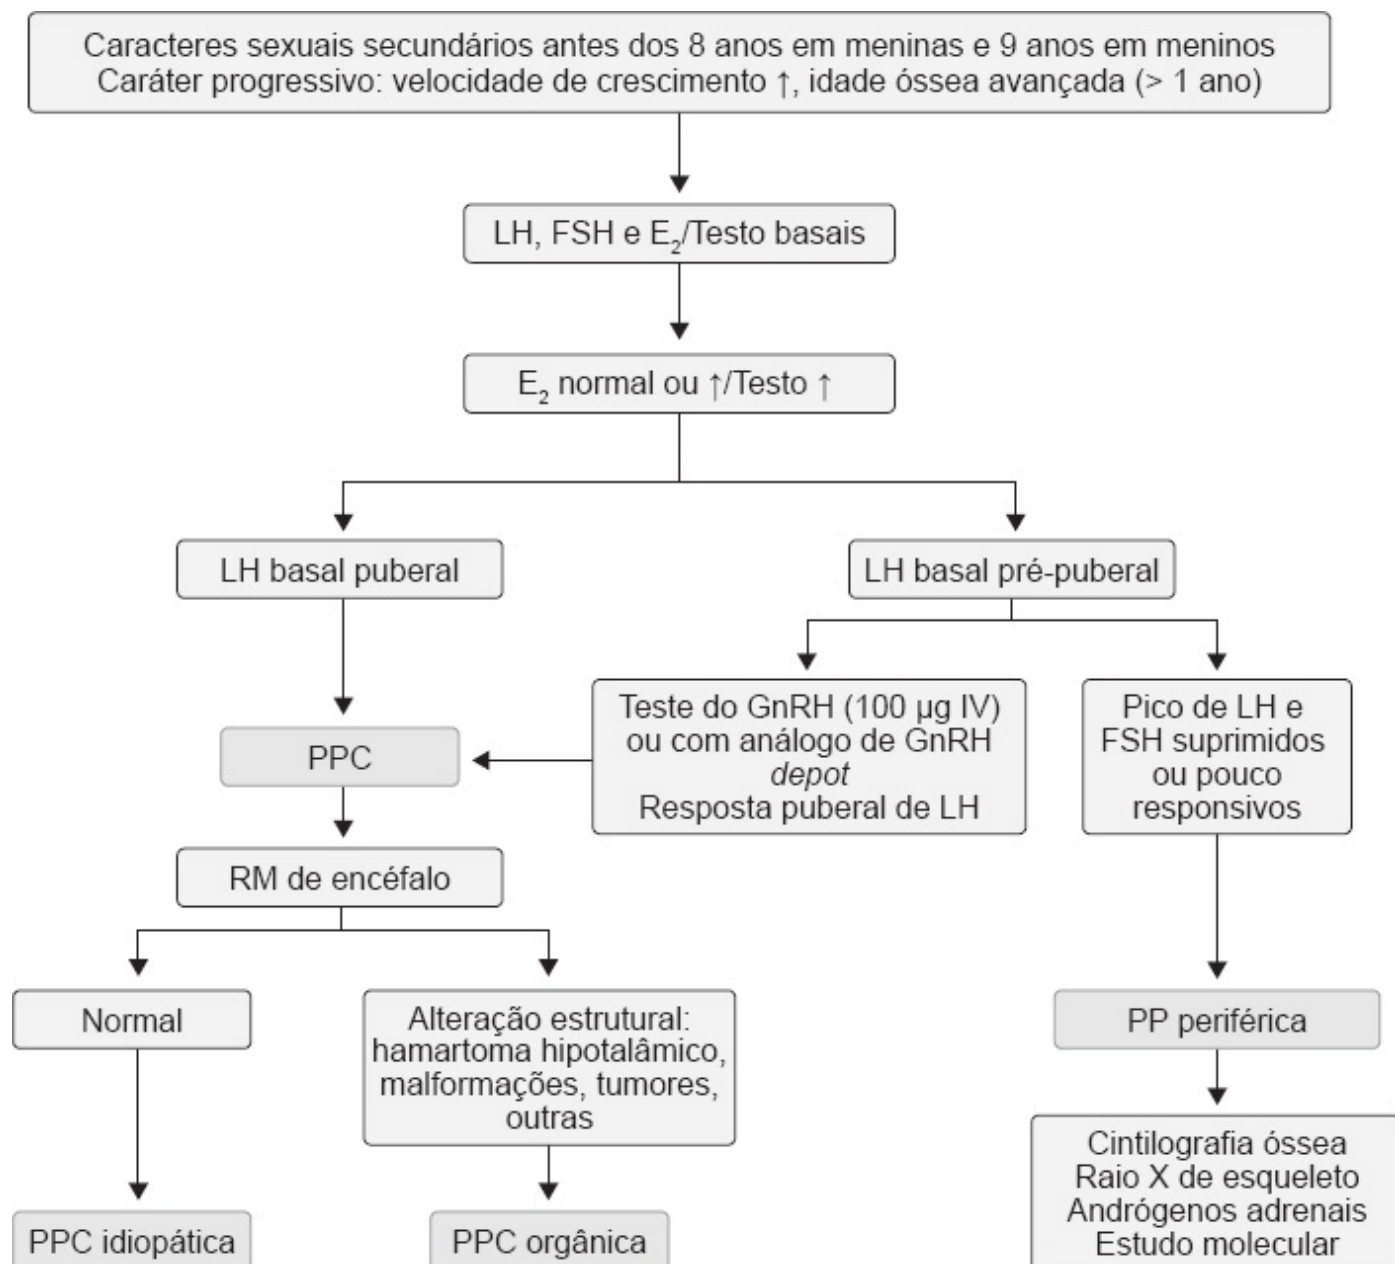 Caracteres sexuais secundários antes dos 8 anos em meninas e 9 anos em meninos
Caráter progressivo: velocidade de crescimento ↑, idade óssea avançada (> 1 ano)
LH, FSH e E₂/Testo basais
E₂ normal ou ↑/Testo ↑
LH basal puberal
LH basal pré-puberal
Teste do GnRH (100 µg IV)
ou com análogo de GnRH
depot
Resposta puberal de LH
Pico de LH e
FSH suprimidos
ou pouco
responsivos
PPC
RM de encéfalo
Normal
Alteração estrutural:
hamartoma hipotalâmico,
malformações, tumores,
outras
PP periférica
PPC idiopática
PPC orgânica
Cintilografia óssea
Raio X de esqueleto
Andrógenos adrenais
Estudo molecular